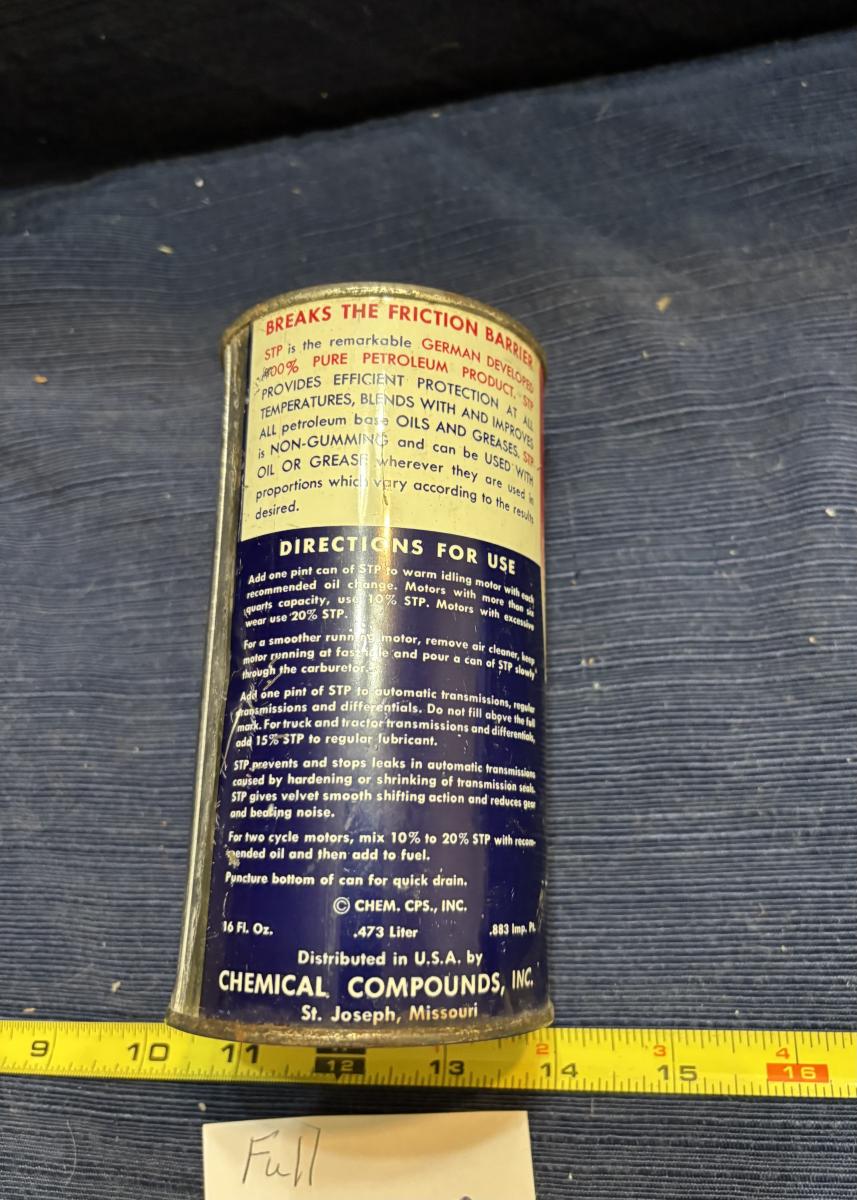 BREAKS THE FRICTION BARRIER
STP is the remarkable GERMAN DEVELOPED
100% PURE PETROLEUM PRODUCT. STP
PROVIDES EFFICIENT PROTECTION AT ALL
TEMPERATURES, BLENDS WITH AND IMPROVES
ALL petroleum base OILS AND GREASES. STP
is NON-GUMMING and can be USED WITH
OIL OR GREASE wherever they are used in
proportions which vary according to the results
desired.
DIRECTIONS FOR USE
Add one pint can of STP to warm idling motor with each
recommended oil change. Motors with more than six
quarts capacity, use 10% STP. Motors with excessive
wear use 20% STP.
For a smoother running motor, remove air cleaner, keep
motor running at fast idle and pour a can of STP slowly
through the carburetor.
Add one pint of STP to automatic transmissions, regular
transmissions and differentials. Do not fill above the full
mark. For truck and tractor transmissions and differentials,
add 15% STP to regular lubricant.
STP prevents and stops leaks in automatic transmissions
caused by hardening or shrinking of transmission seals.
STP gives velvet smooth shifting action and reduces gear
and bearing noise.
For two cycle motors, mix 10% to 20% STP with recom-
mended oil and then add to fuel.
Puncture bottom of can for quick drain.
© CHEM. CPS., INC.
16 Fl. Oz. .473 Liter .883 Imp. Pt.
Distributed in U.S.A. by
CHEMICAL COMPOUNDS, INC.
St. Joseph, Missouri
2 3 4
9 10 11 12 13 14 15 16
Full